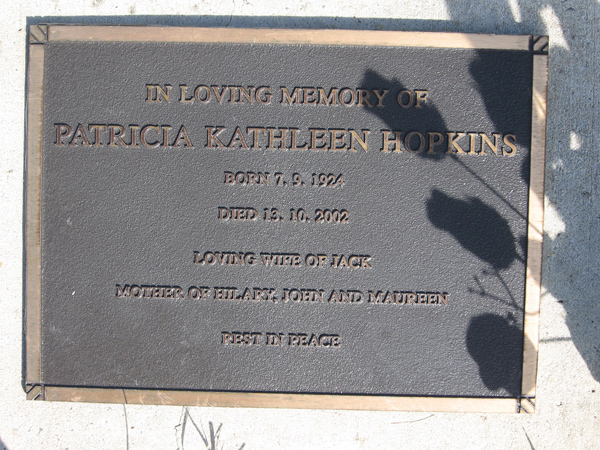 IN LOVING MEMORY OF
PATRICIA KATHLEEN HOPKINS
BORN 7. 9. 1924
DIED 13. 10. 2002
LOVING WIFE OF JACK
MOTHER OF HILARY, JOHN AND MAUREEN
REST IN PEACE